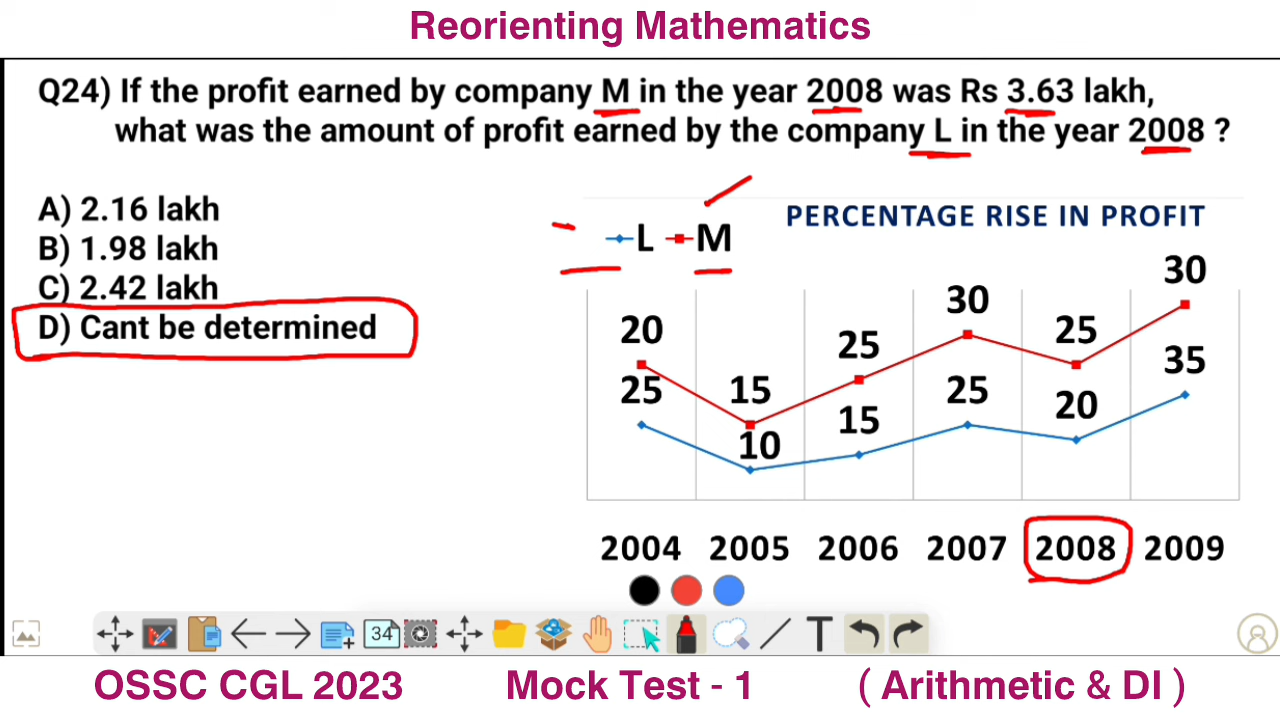 Reorienting Mathematics
Q24) If the profit earned by company M in the year 2008 was Rs 3.63 lakh,
what was the amount of profit earned by the company L in the year 2008 ?
A) 2.16 lakh
B) 1.98 lakh
C) 2.42 lakh
D) Cant be determined
PERCENTAGE RISE IN PROFIT
L M
20 15 25 30 25 30
25 10 15 25 20 35
2004 2005 2006 2007 2008 2009
34
T
OSSC CGL 2023 Mock Test - 1 ( Arithmetic & DI )